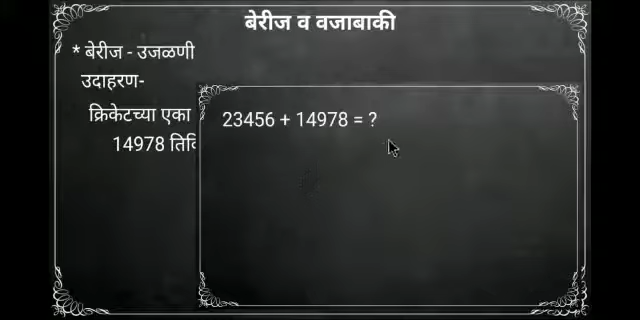 बेरीज व वजाबाकी
* बेरीज - उजळणी
उदाहरण-
क्रिकेटच्या एका
14978
23456 + 14978 = ?